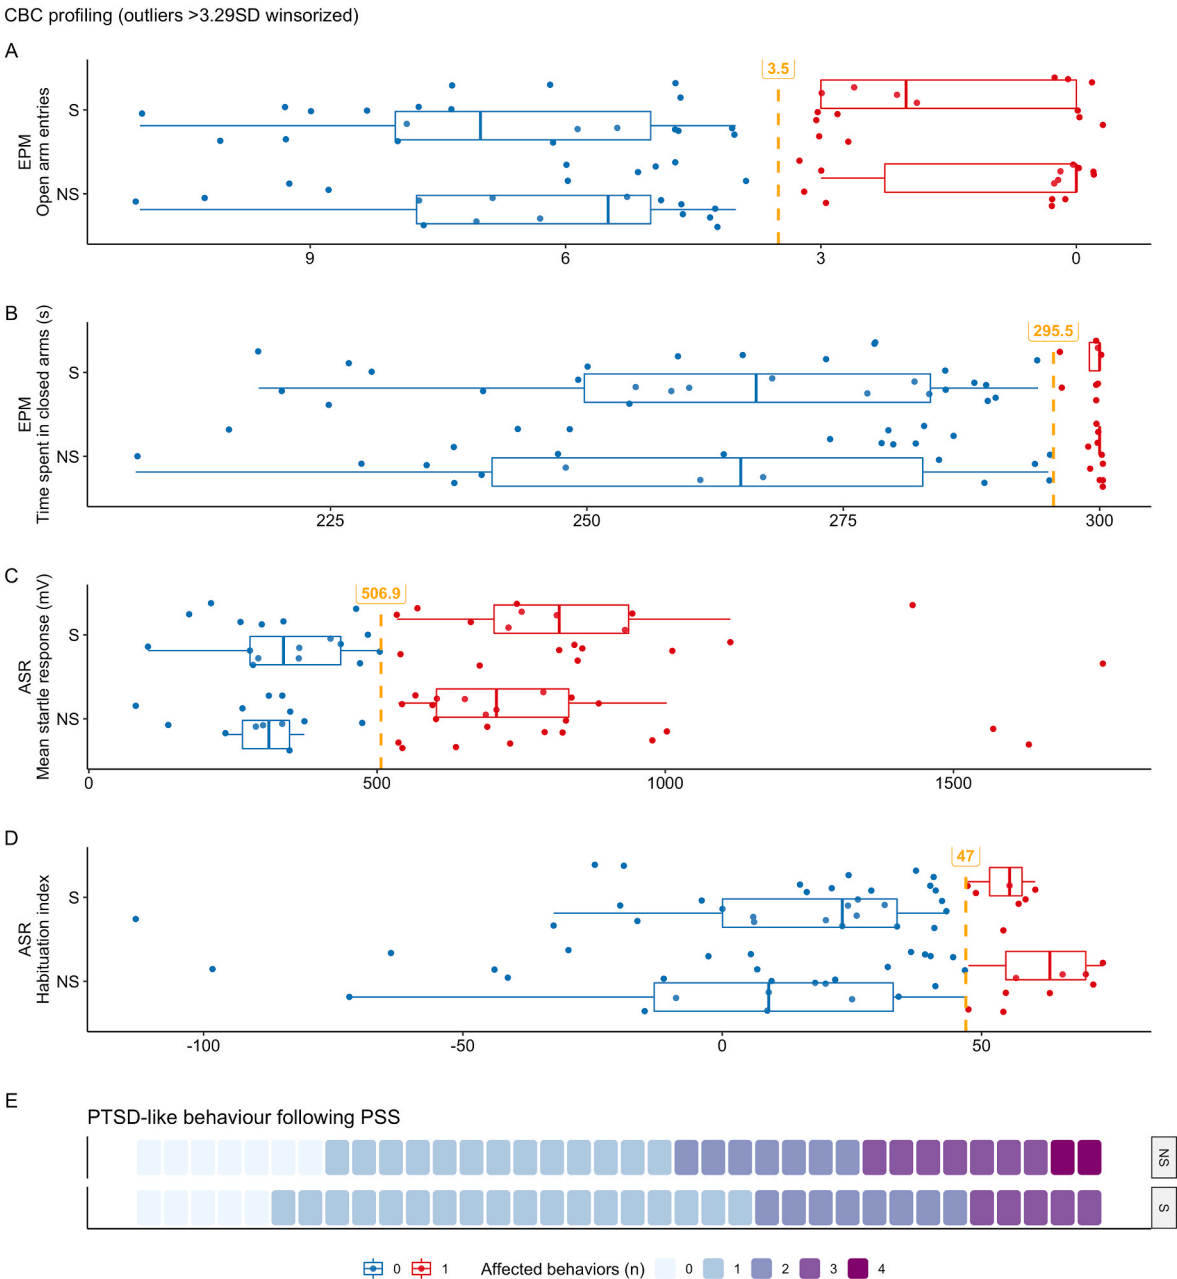 CBC profiling (outliers >3.29SD winsorized)
A
EPM
Open arm entries
S
NS
3.5
9 6 3 0
B
EPM
Time spent in closed arms (s)
S
NS
295.5
225 250 275 300
C
ASR
Mean startle response (mV)
S
NS
506.9
0 500 1000 1500
D
ASR
Habituation index
S
NS
47
-100 -50 0 50
E
PTSD-like behaviour following PSS
NS
S
0 1 Affected behaviors (n) 0 1 2 3 4